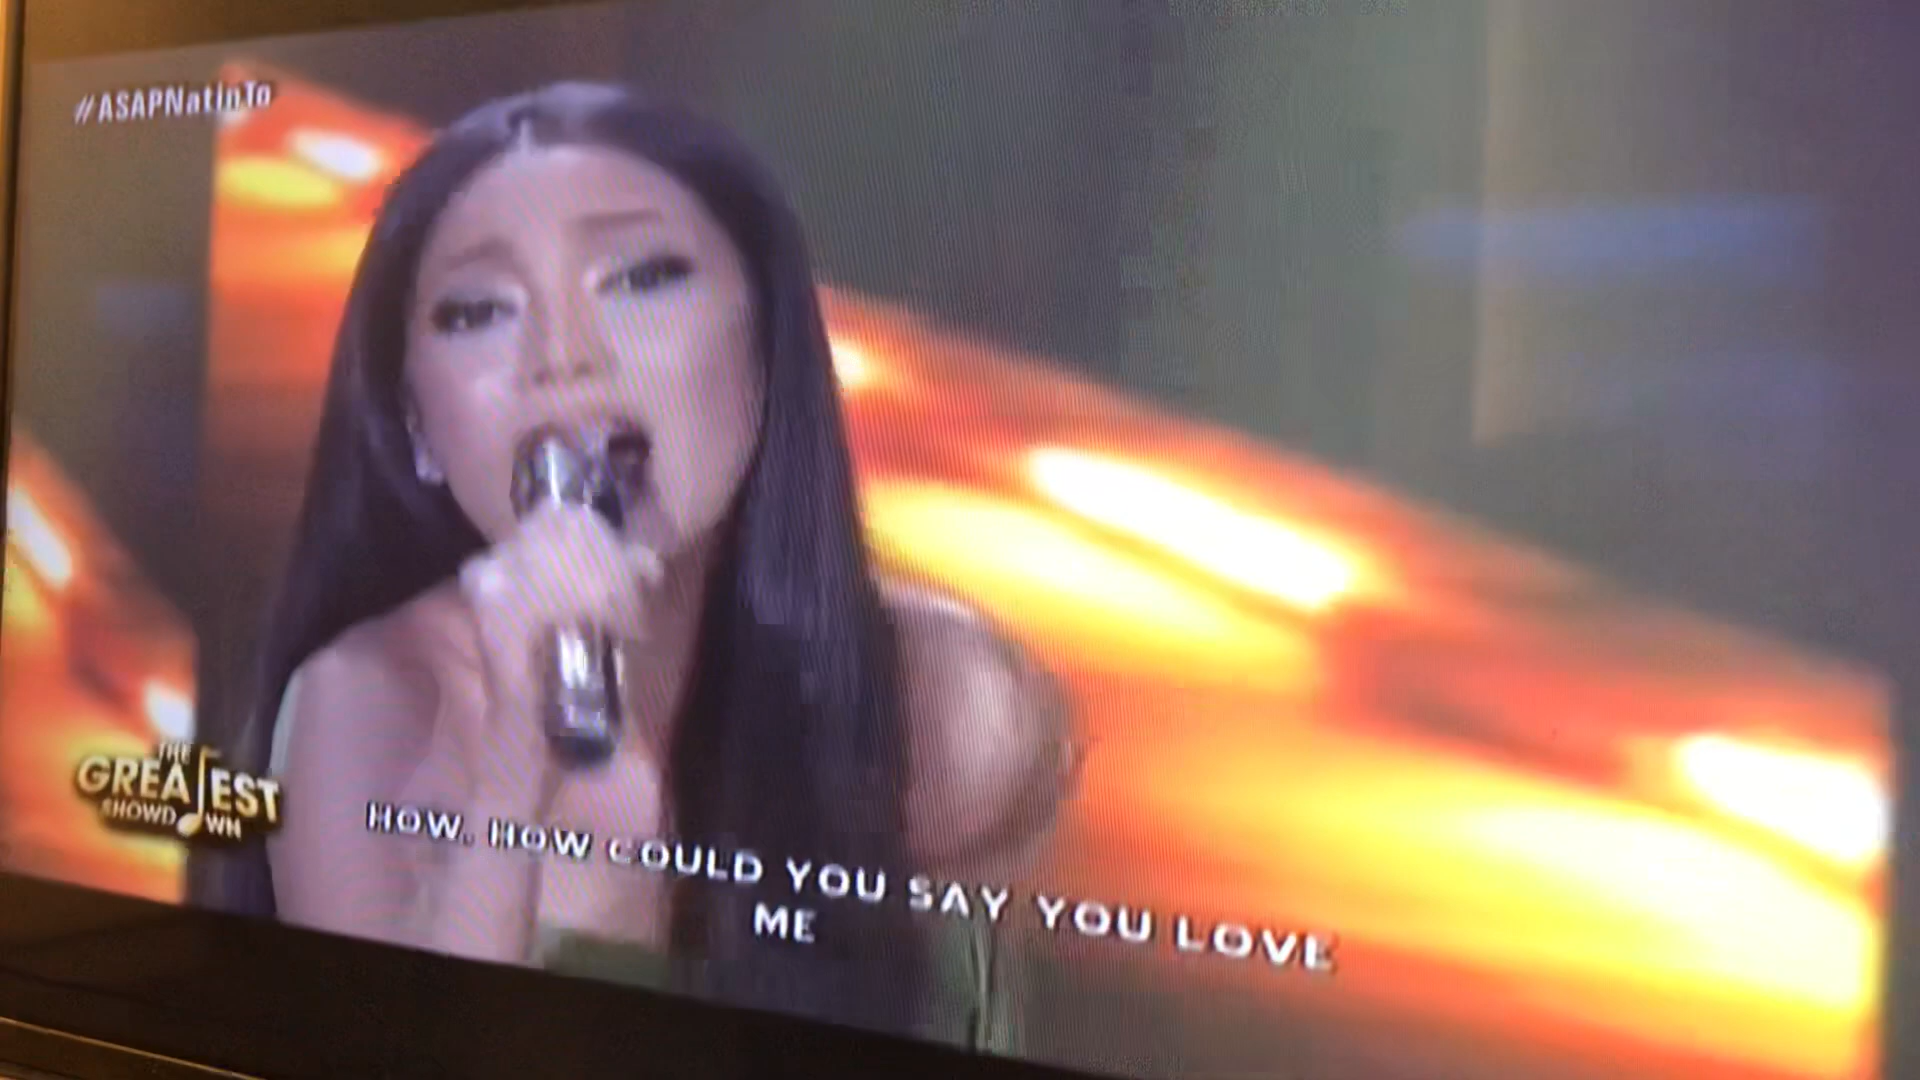 #ASAPNatinTo
THE
GREATEST
SHOWDOWN
HOW, HOW COULD YOU SAY YOU LOVE
ME